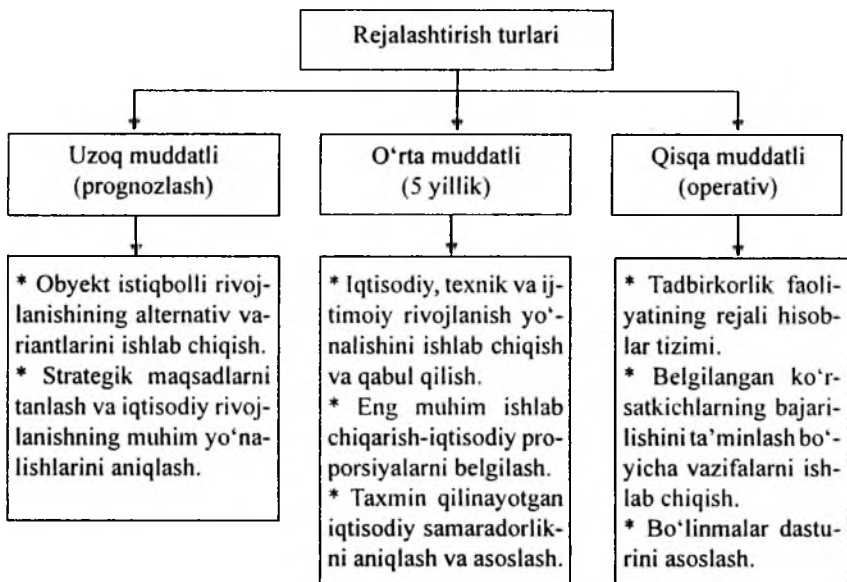 Rejalashtirish turlari
Uzoq muddatli
(prognozlash)
O‘rta muddatli
(5 yillik)
Qisqa muddatli
(operativ)
* Obyekt istiqbolli rivoj-
lanishining alternativ va-
riantlarini ishlab chiqish.
* Strategik maqsadlarni
tanlash va iqtisodiy rivoj-
lanishning muhim yo‘na-
lishlarini aniqlash.
* Iqtisodiy, texnik va ij-
timoiy rivojlanish yo‘-
nalishini ishlab chiqish
va qabul qilish.
* Eng muhim ishlab
chiqarish-iqtisodiy pro-
porsiyalarni belgilash.
* Taxmin qilinayotgan
iqtisodiy samaradorlik-
ni aniqlash va asoslash.
* Tadbirkorlik faoli-
yatining rejali hisob-
lar tizimi.
* Belgilangan ko‘r-
satkichlarning bajari-
lishini ta’minlash bo‘-
yicha vazifalarni ish-
lab chiqish.
* Bo‘linmalar dastu-
rini asoslash.